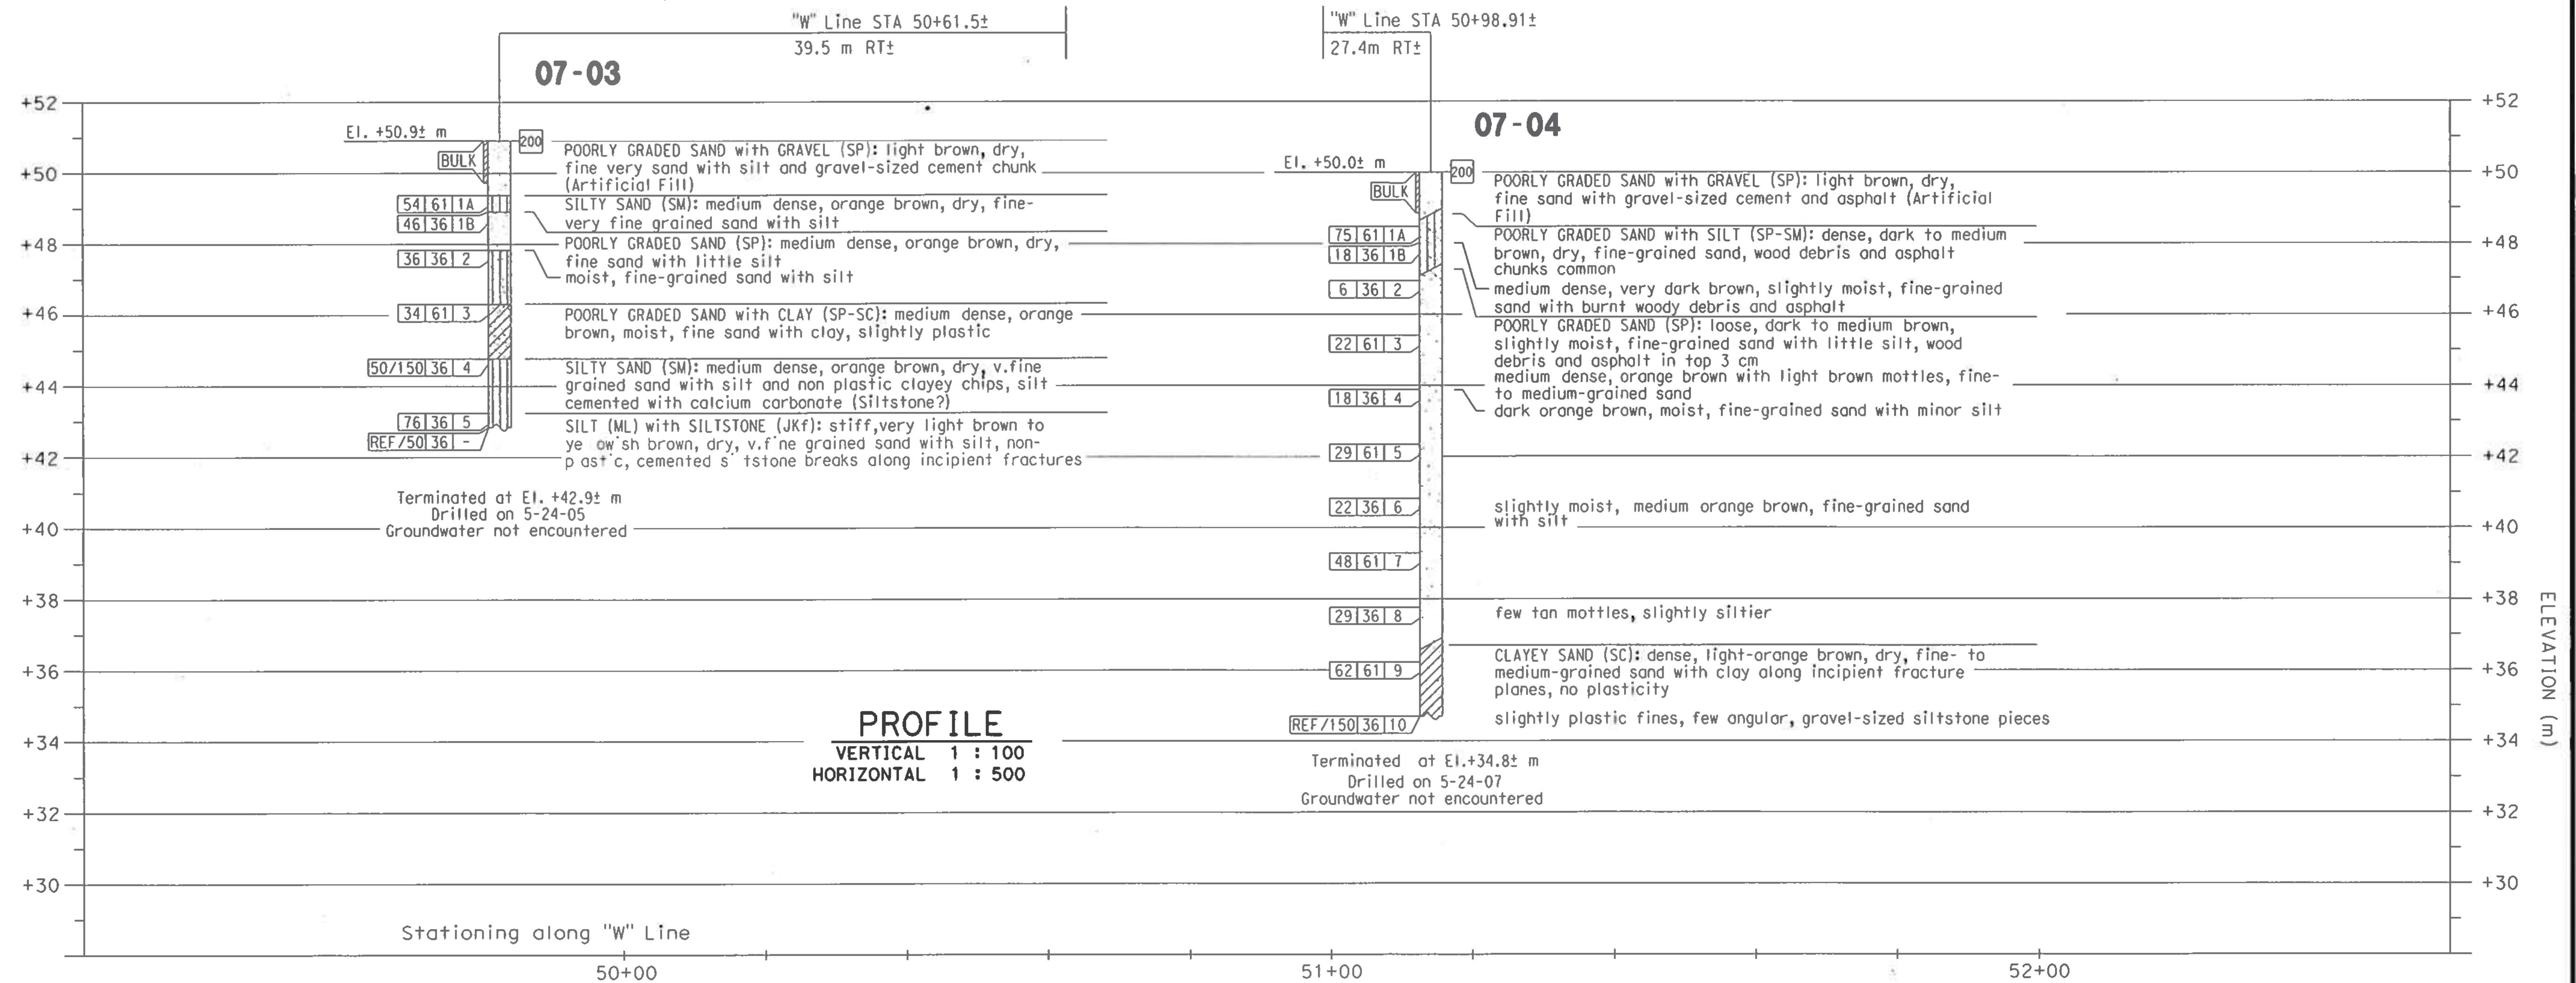 "W" Line STA 50+61.5±
39.5 m RT±
"W" Line STA 50+98.91±
27.4m RT±
07-03
07-04
+52
+50
+48
+46
+44
+42
+40
+38
+36
+34
+32
+30
El. +50.9± m
200
BULK
54 61 1A
46 36 1B
36 36 2
34 61 3
50/150 36 4
76 36 5
REF/50 36 -
POORLY GRADED SAND with GRAVEL (SP): light brown, dry,
fine very sand with silt and gravel-sized cement chunk
(Artificial Fill)
SILTY SAND (SM): medium dense, orange brown, dry, fine-
very fine grained sand with silt
POORLY GRADED SAND (SP): medium dense, orange brown, dry,
fine sand with little silt
moist, fine-grained sand with silt
POORLY GRADED SAND with CLAY (SP-SC): medium dense, orange
brown, moist, fine sand with clay, slightly plastic
SILTY SAND (SM): medium dense, orange brown, dry, v.fine
grained sand with silt and non plastic clayey chips, silt
cemented with calcium carbonate (Siltstone?)
SILT (ML) with SILTSTONE (JKf): stiff,very light brown to
brown, dry, grained sand with silt, non-
cemented breaks along incipient fractures
Terminated at El. +42.9± m
Drilled on 5-24-05
Groundwater not encountered
El. +50.0± m
200
BULK
75 61 1A
18 36 1B
6 36 2
22 61 3
18 36 4
29 61 5
22 36 6
48 61 7
29 36 8
62 61 9
REF/150 36 10
POORLY GRADED SAND with GRAVEL (SP): light brown, dry,
fine sand with gravel-sized cement and asphalt (Artificial
Fill)
POORLY GRADED SAND with SILT (SP-SM): dense, dark to medium
brown, dry, fine-grained sand, wood debris and asphalt
chunks common
medium dense, very dark brown, slightly moist, fine-grained
sand with burnt woody debris and asphalt
POORLY GRADED SAND (SP): loose, dark to medium brown,
slightly moist, fine-grained sand with little silt, wood
debris and asphalt in top 3 cm
medium dense, orange brown with light brown mottles, fine-
to medium-grained sand
dark orange brown, moist, fine-grained sand with minor silt
slightly moist, medium orange brown, fine-grained sand
with silt
few tan mottles, slightly siltier
CLAYEY SAND (SC): dense, light-orange brown, dry, fine- to
medium-grained sand with clay along incipient fracture
planes, no plasticity
slightly plastic fines, few angular, gravel-sized siltstone pieces
Terminated at El.+34.8± m
Drilled on 5-24-07
Groundwater not encountered
+52
+50
+48
+46
+44
+42
+40
+38
+36
+34
+32
+30
ELEVATION (m)
PROFILE
VERTICAL 1 : 100
HORIZONTAL 1 : 500
Stationing along "W" Line
50+00
51+00
52+00